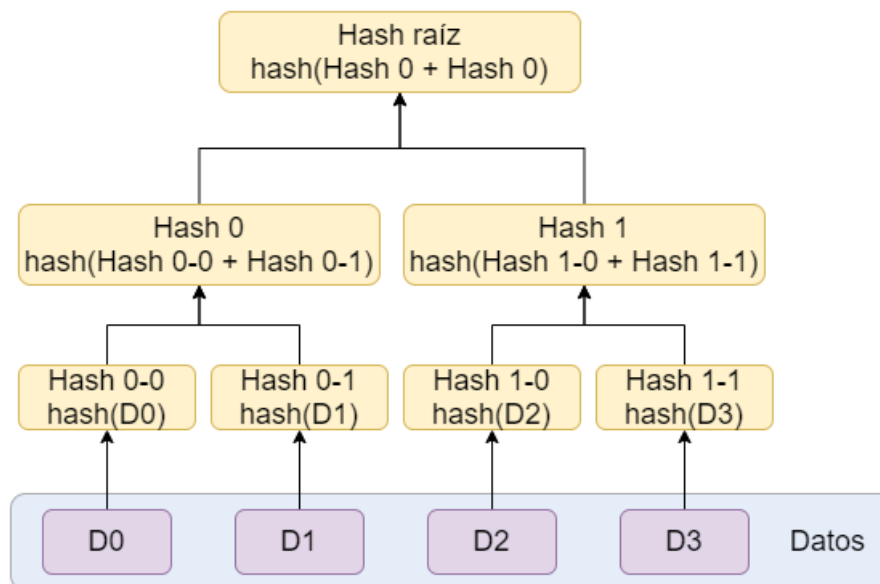 Hash raíz
hash(Hash 0 + Hash 0)
Hash 0
hash(Hash 0-0 + Hash 0-1)
Hash 1
hash(Hash 1-0 + Hash 1-1)
Hash 0-0
hash(D0)
Hash 0-1
hash(D1)
Hash 1-0
hash(D2)
Hash 1-1
hash(D3)
D0
D1
D2
D3
Datos